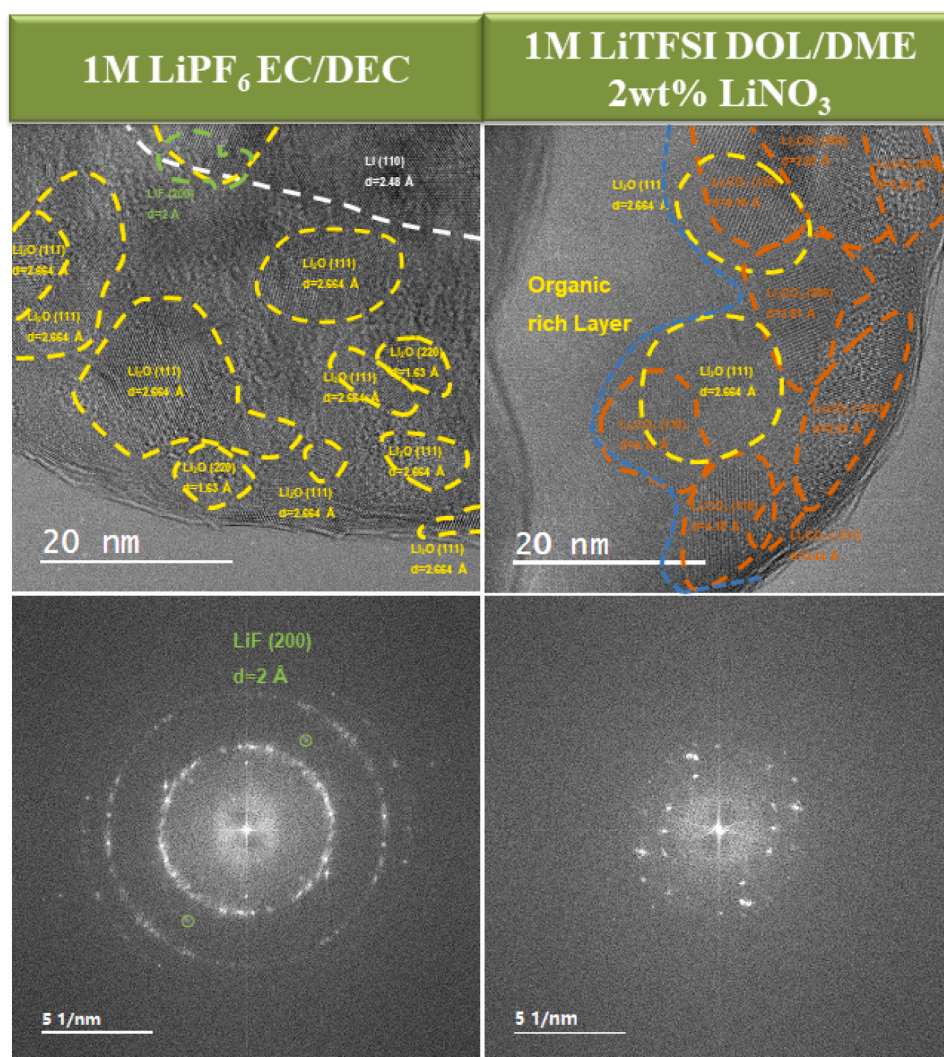 1M LiPF₆ EC/DEC
1M LiTFSI DOL/DME
2wt% LiNO₃
Li (110)
d=2.48 Å
LiF (200)
d=2 Å
Li₂O (111)
d=2.664 Å
Li₂O (111)
d=2.664 Å
Li₂O (111)
d=2.664 Å
Li₂O (111)
d=2.664 Å
Li₂O (220)
d=1.63 Å
Li₂O (111)
d=2.664 Å
Li₂O (220)
d=1.63 Å
Li₂O (111)
d=2.664 Å
Li₂O (111)
d=2.664 Å
Li₂O (111)
d=2.664 Å
20 nm
Li₂O (111)
d=2.664 Å
Organic
rich Layer
Li₂O (111)
d=2.664 Å
20 nm
LiF (200)
d=2 Å
5 1/nm
5 1/nm